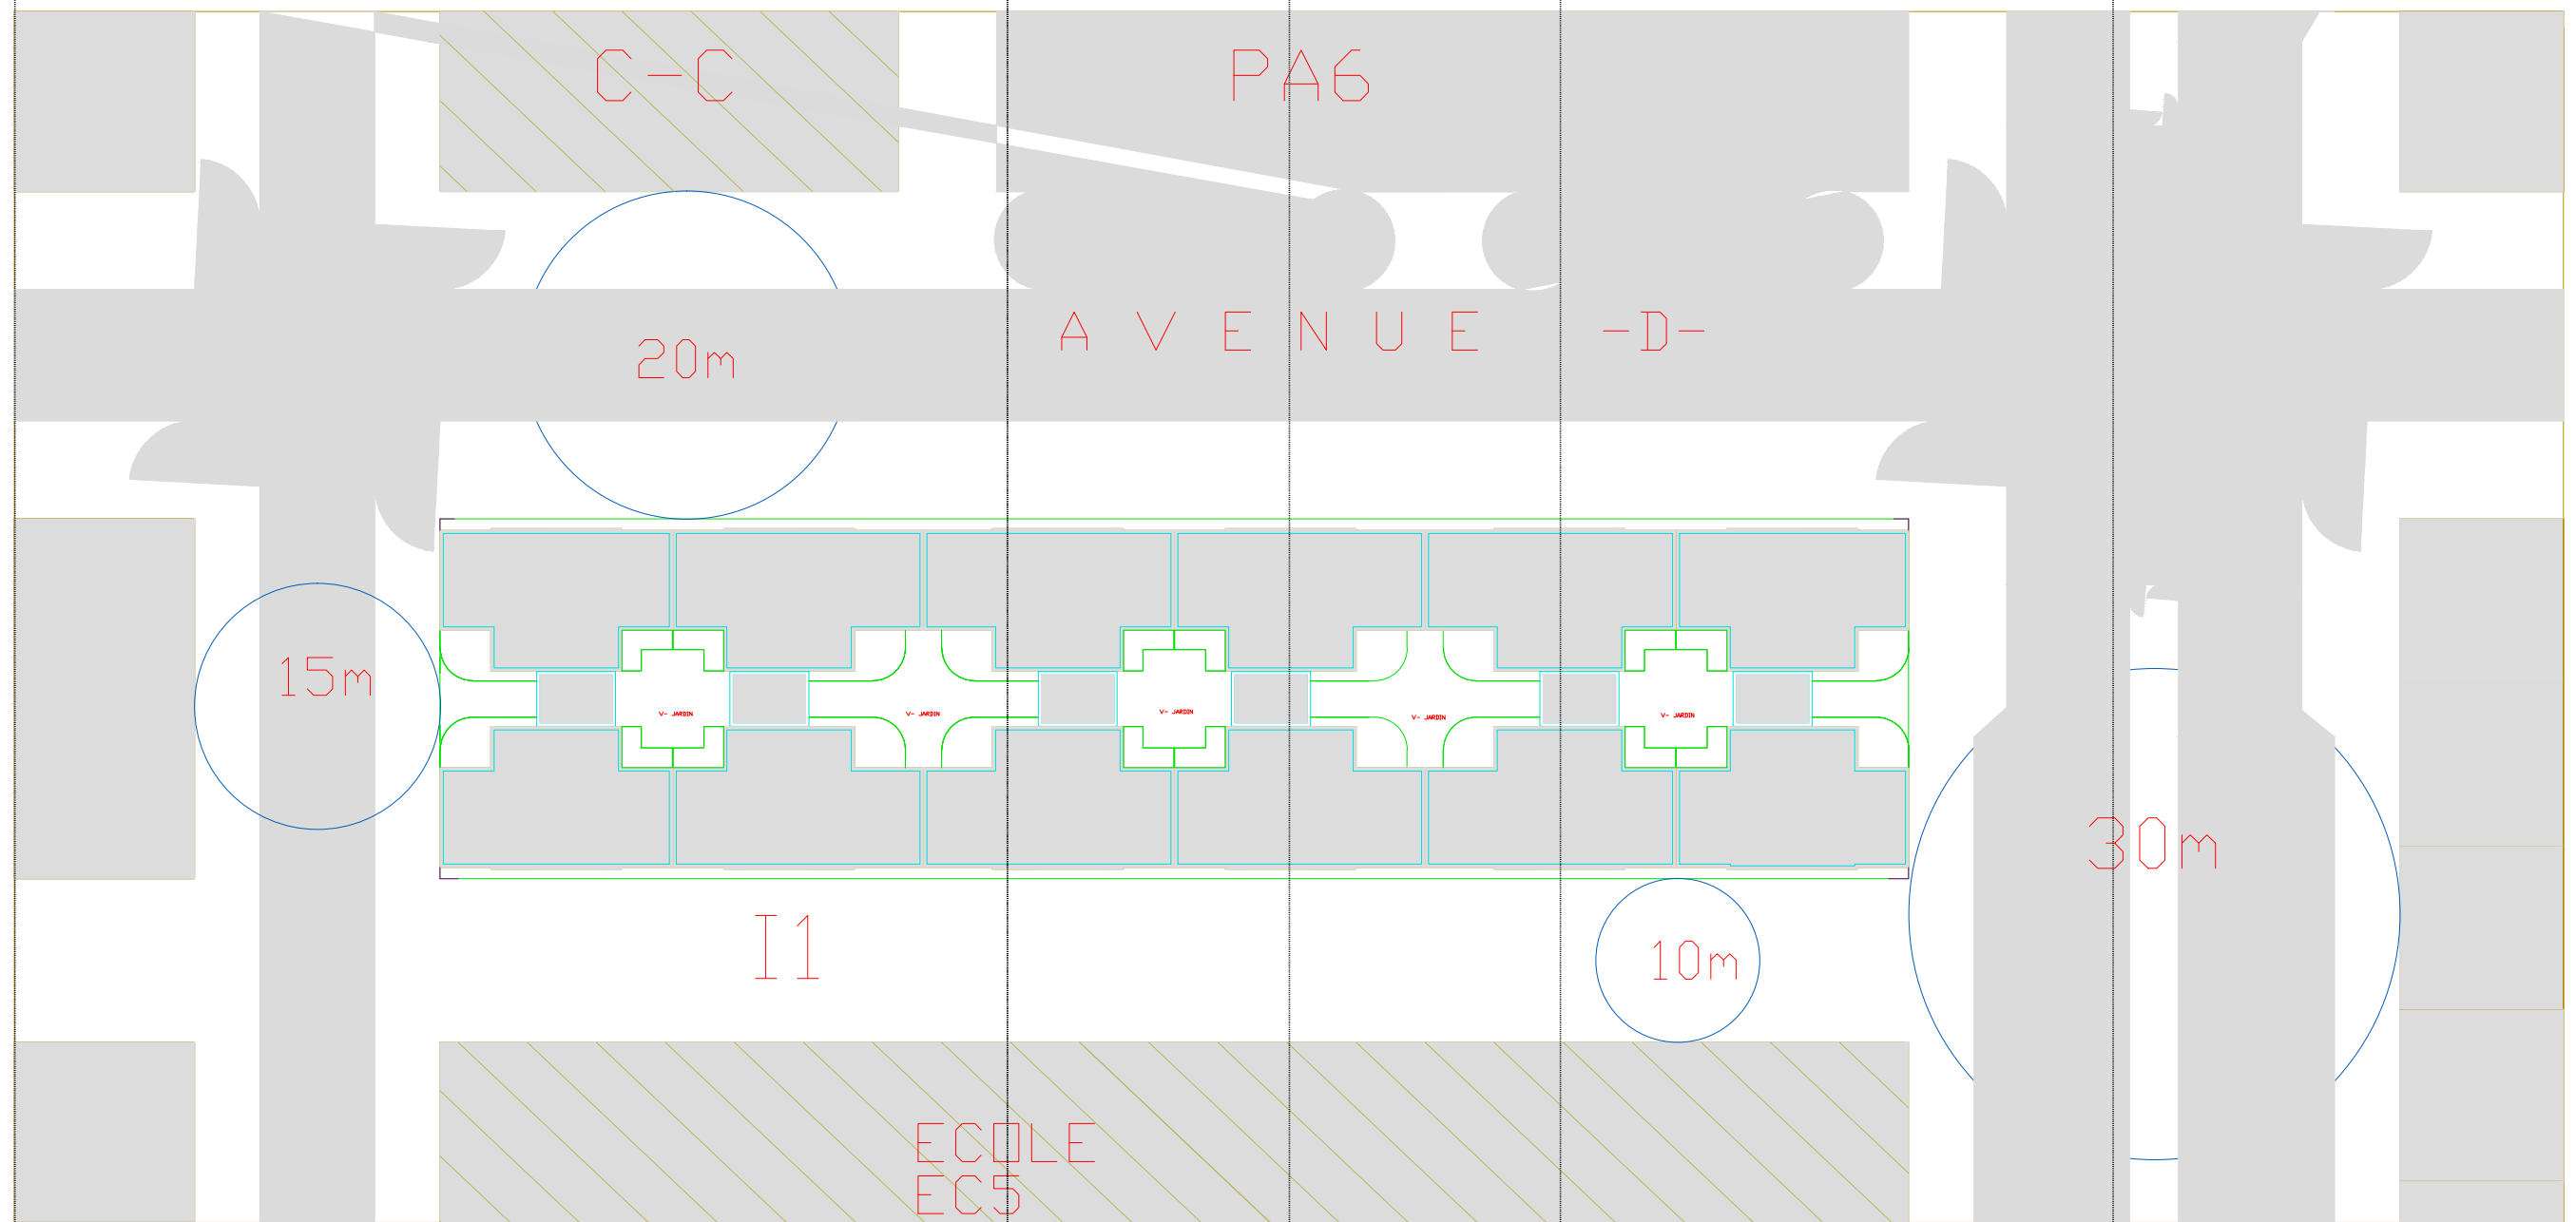 C-C
PA6
A V E N U E -D-
20m
15m
V- JARDIN
V- JARDIN
V- JARDIN
V- JARDIN
V- JARDIN
30m
I1
10m
ECOLE
EC5